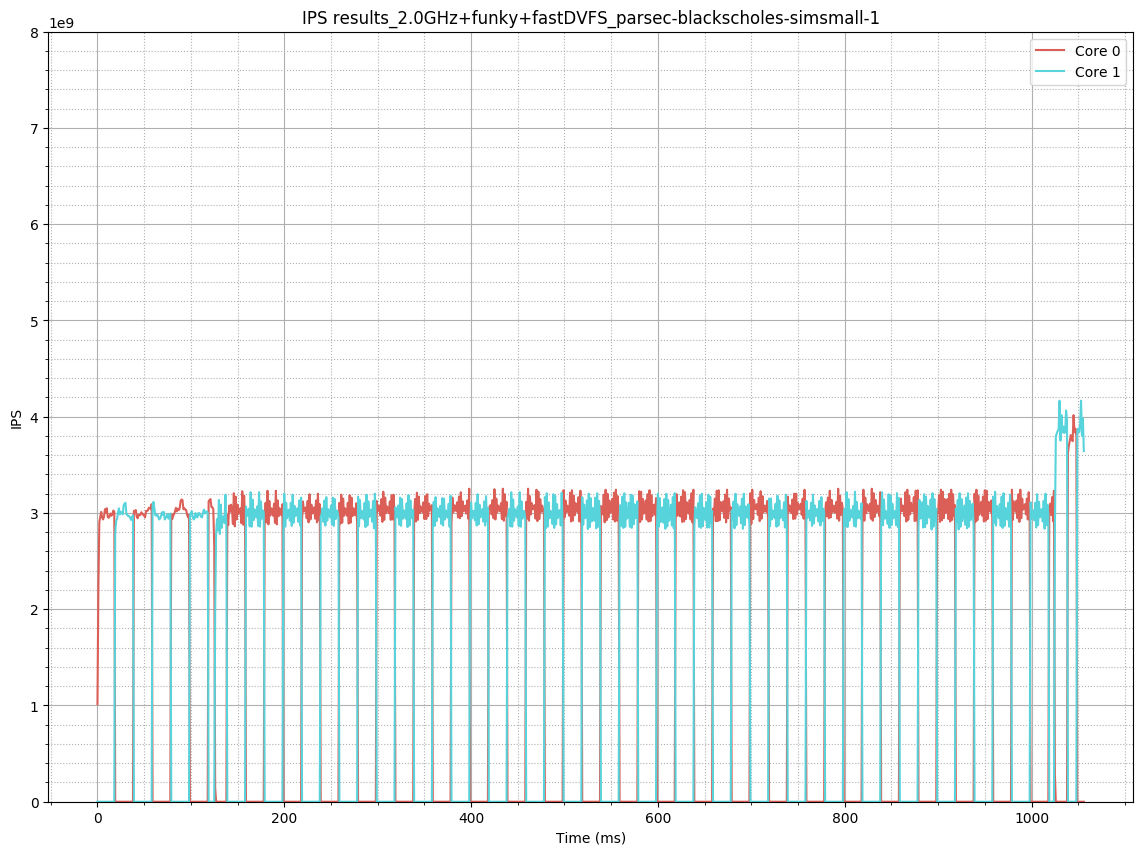 IPS results_2.0GHz+funky+fastDVFS_parsec-blackscholes-simsmall-1
1e9
Core 0
Core 1
8
7
6
5
4
3
2
1
0
IPS
0 200 400 600 800 1000
Time (ms)